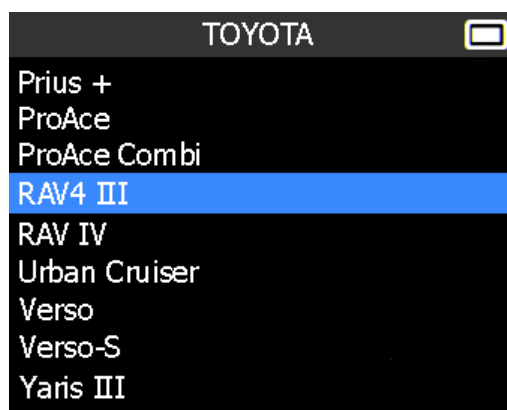 TOYOTA
Prius +
ProAce
ProAce Combi
RAV4 III
RAV IV
Urban Cruiser
Verso
Verso-S
Yaris III